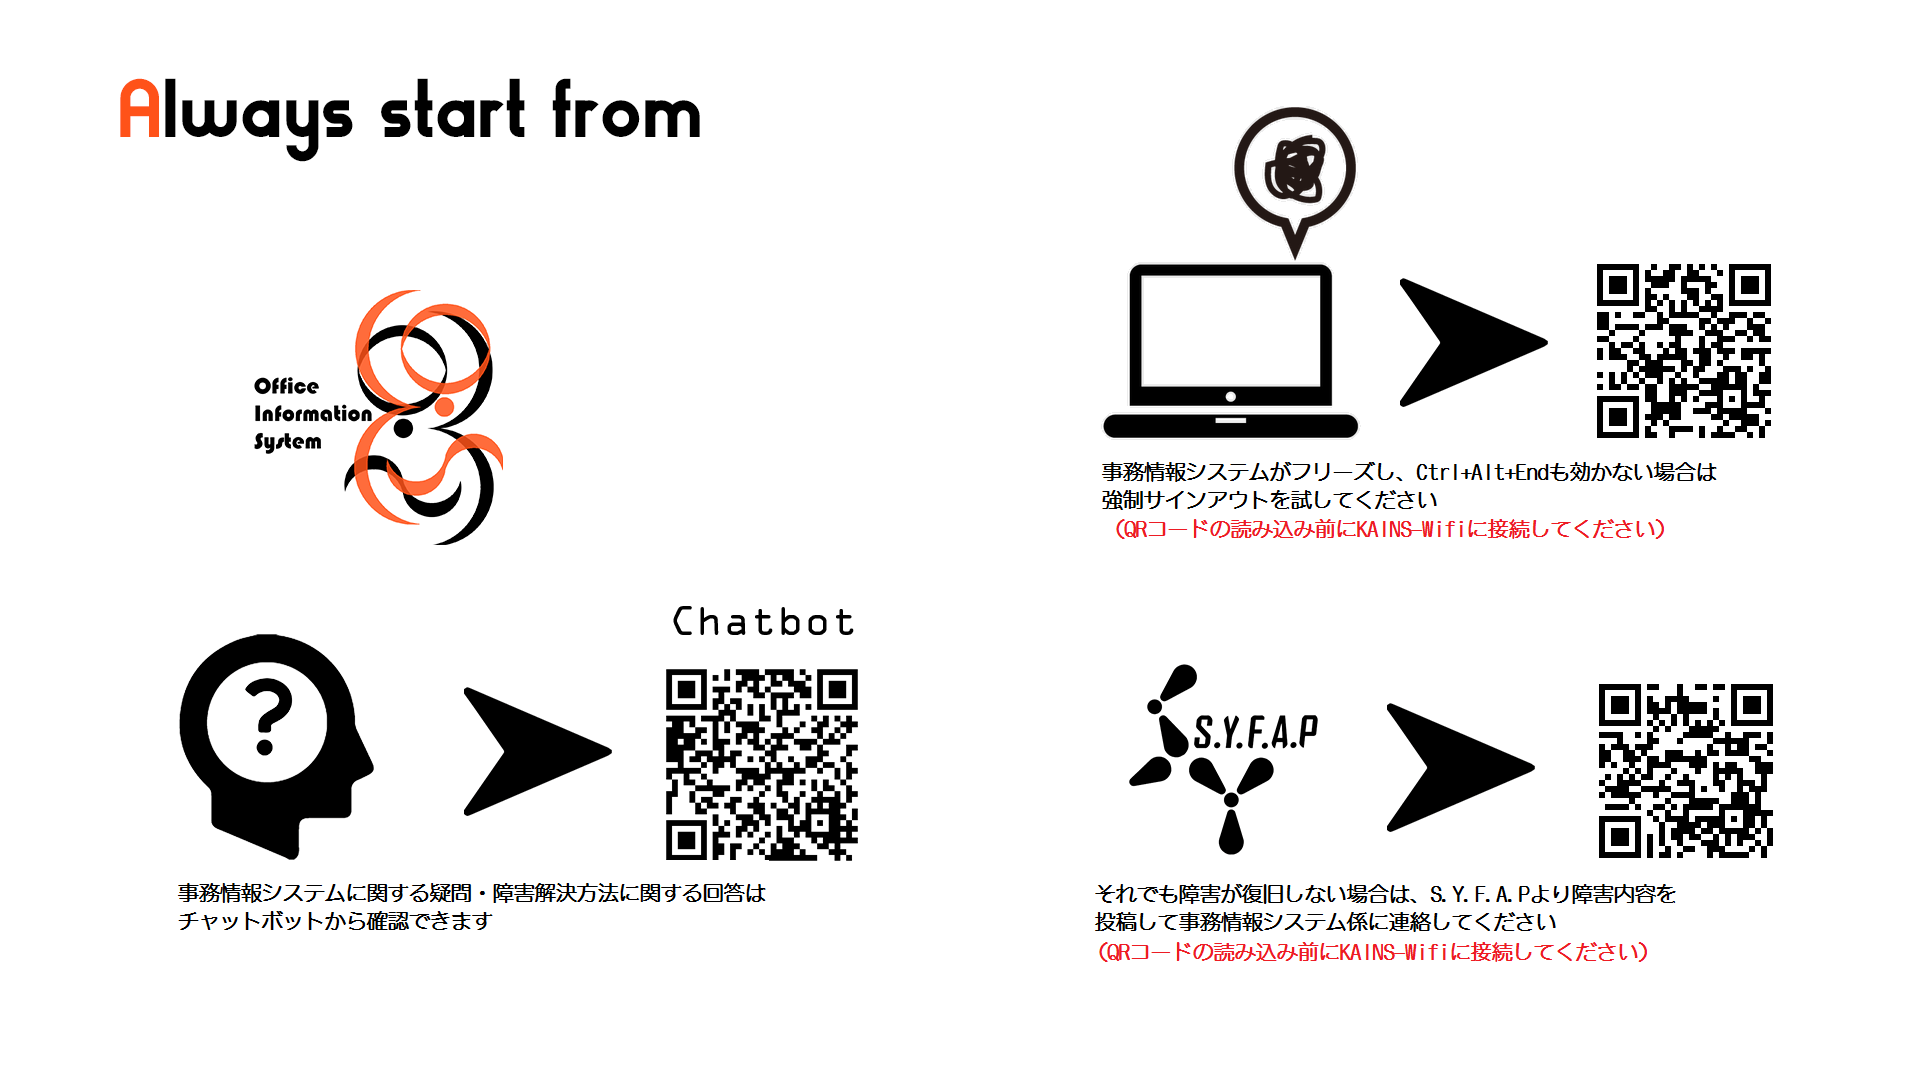 Always start from
Office
Information
System
事務情報システムがフリーズし、Ctrl+Alt+Endも効かない場合は
強制サインアウトを試してください
（QRコードの読み込み前にKAINS-Wifiに接続してください）
Chatbot
?
事務情報システムに関する疑問・障害解決方法に関する回答は
チャットボットから確認できます
S.Y.F.A.P
それでも障害が復旧しない場合は、S.Y.F.A.Pより障害内容を
投稿して事務情報システム係に連絡してください
（QRコードの読み込み前にKAINS-Wifiに接続してください）